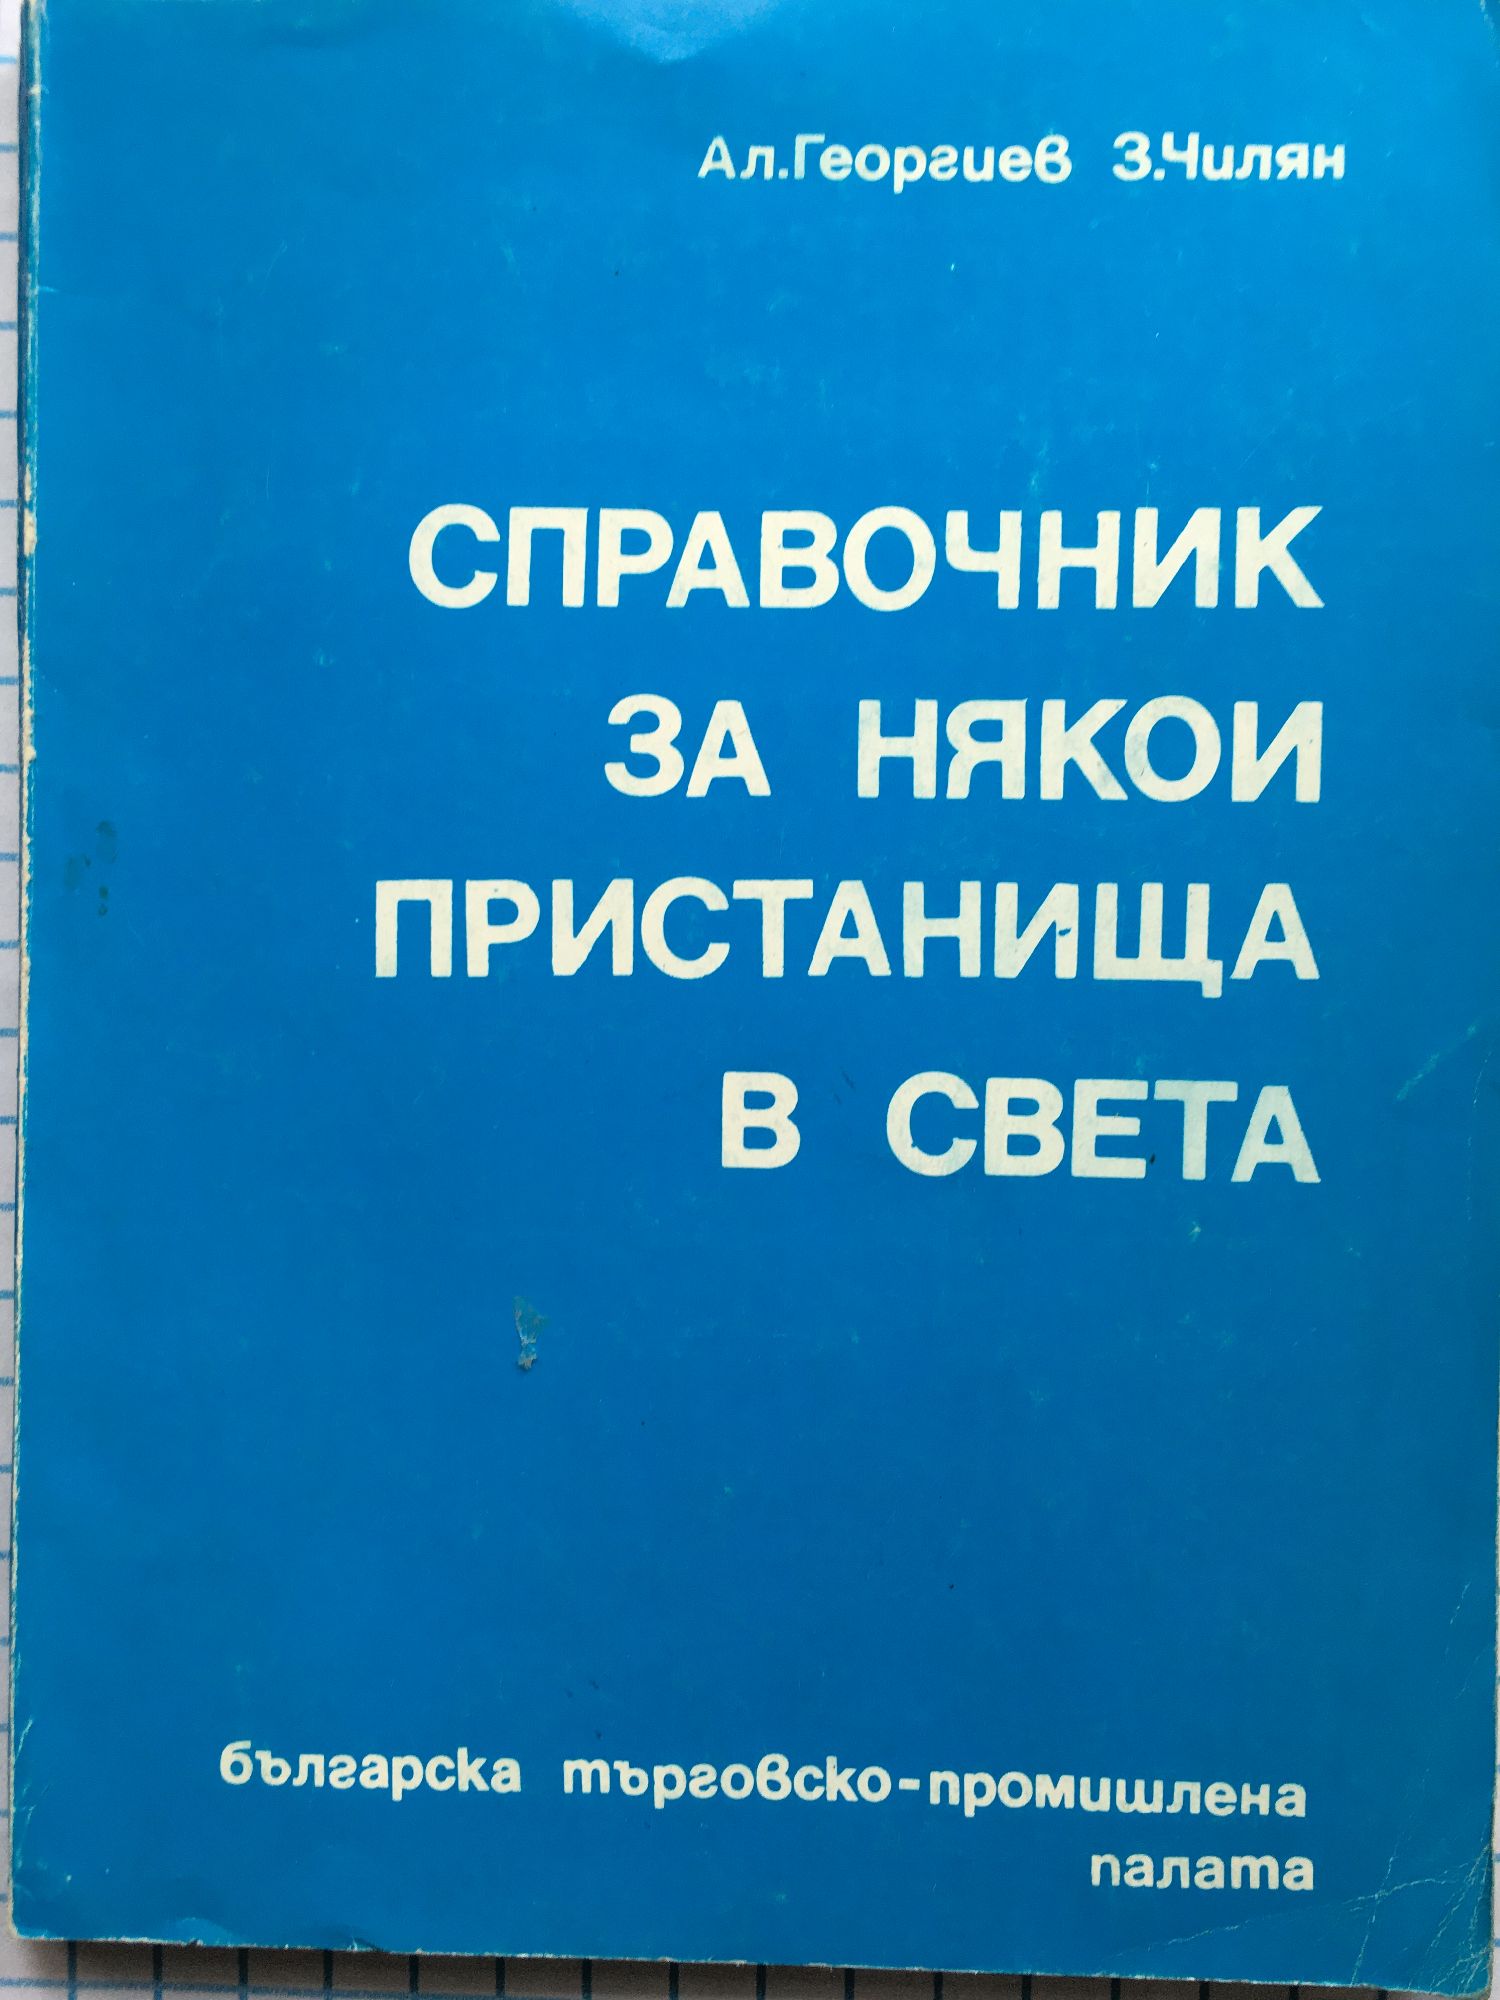 Ал.Георгиев З.Чилян
СПРАВОЧНИК
ЗА НЯКОИ
ПРИСТАНИЩА
В СВЕТА
българска търговско-промишлена
палата